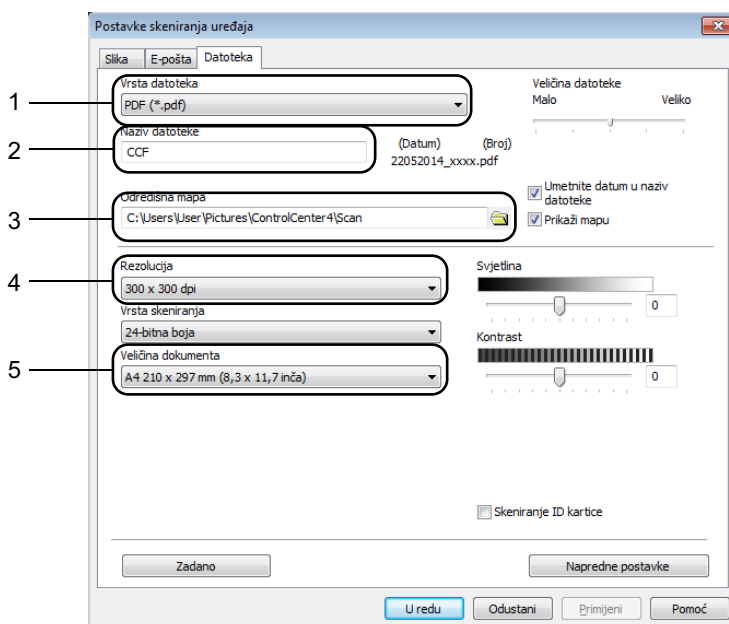 Postavke skeniranja uređaja
Slika E-pošta Datoteka
1
Vrsta datoteka
PDF (*.pdf)
Veličina datoteke
Malo Veliko
2
Naziv datoteke
CCF
(Datum) (Broj)
22052014_xxxx.pdf
3
Odredišna mapa
C:\Users\User\Pictures\ControlCenter4\Scan
Umetnite datum u naziv
datoteke
Prikaži mapu
4
Rezolucija
300 x 300 dpi
Vrsta skeniranja
24-bitna boja
5
Veličina dokumenta
A4 210 x 297 mm (8,3 x 11,7 inča)
Svjetlina
0
Kontrast
0
Skeniranje ID kartice
Zadano
Napredne postavke
U redu
Odustani
Primijeni
Pomoć